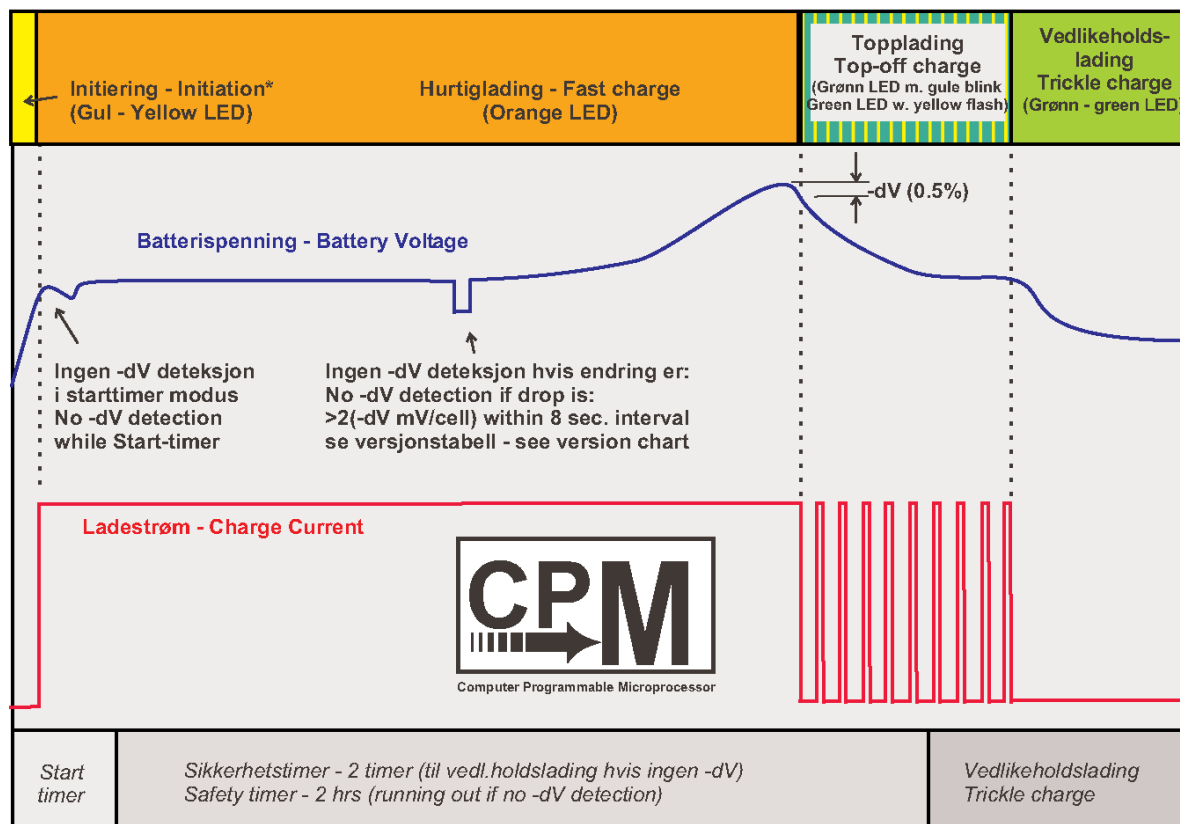 Initiering - Initiation*
(Gul - Yellow LED)
Hurtiglading - Fast charge
(Orange LED)
Topplading
Top-off charge
(Grønn LED m. gule blink
Green LED w. yellow flash)
Vedlikeholds-
lading
Trickle charge
(Grønn - green LED)
-dV (0.5%)
Batterispenning - Battery Voltage
Ingen -dV deteksjon
i starttimer modus
No -dV detection
while Start-timer
Ingen -dV deteksjon hvis endring er:
No -dV detection if drop is:
>2(-dV mV/cell) within 8 sec. interval
se versjonstabell - see version chart
Ladestrøm - Charge Current
CPM
Computer Programmable Microprocessor
Start
timer
Sikkerhetstimer - 2 timer (til vedl.holdslading hvis ingen -dV)
Safety timer - 2 hrs (running out if no -dV detection)
Vedlikeholdslading
Trickle charge